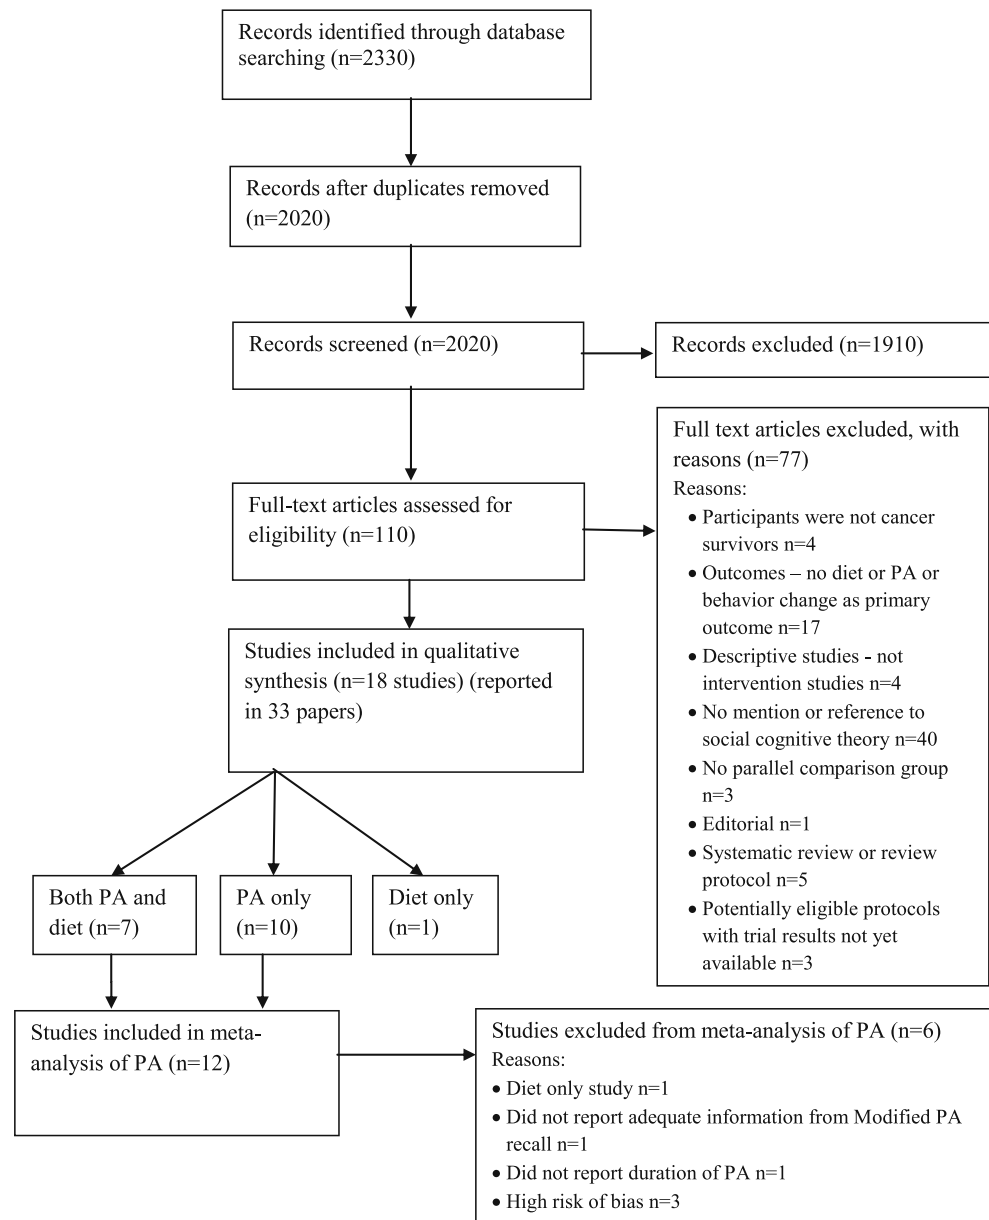 Records identified through database
searching (n=2330)
Records after duplicates removed
(n=2020)
Records screened (n=2020)
Records excluded (n=1910)
Full-text articles assessed for
eligibility (n=110)
Full text articles excluded, with
reasons (n=77)
Reasons:
• Participants were not cancer
survivors n=4
• Outcomes – no diet or PA or
behavior change as primary
outcome n=17
• Descriptive studies - not
intervention studies n=4
• No mention or reference to
social cognitive theory n=40
• No parallel comparison group
n=3
• Editorial n=1
• Systematic review or review
protocol n=5
• Potentially eligible protocols
with trial results not yet
available n=3
Studies included in qualitative
synthesis (n=18 studies) (reported
in 33 papers)
Both PA and
diet (n=7)
PA only
(n=10)
Diet only
(n=1)
Studies included in meta-
analysis of PA (n=12)
Studies excluded from meta-analysis of PA (n=6)
Reasons:
• Diet only study n=1
• Did not report adequate information from Modified PA
recall n=1
• Did not report duration of PA n=1
• High risk of bias n=3